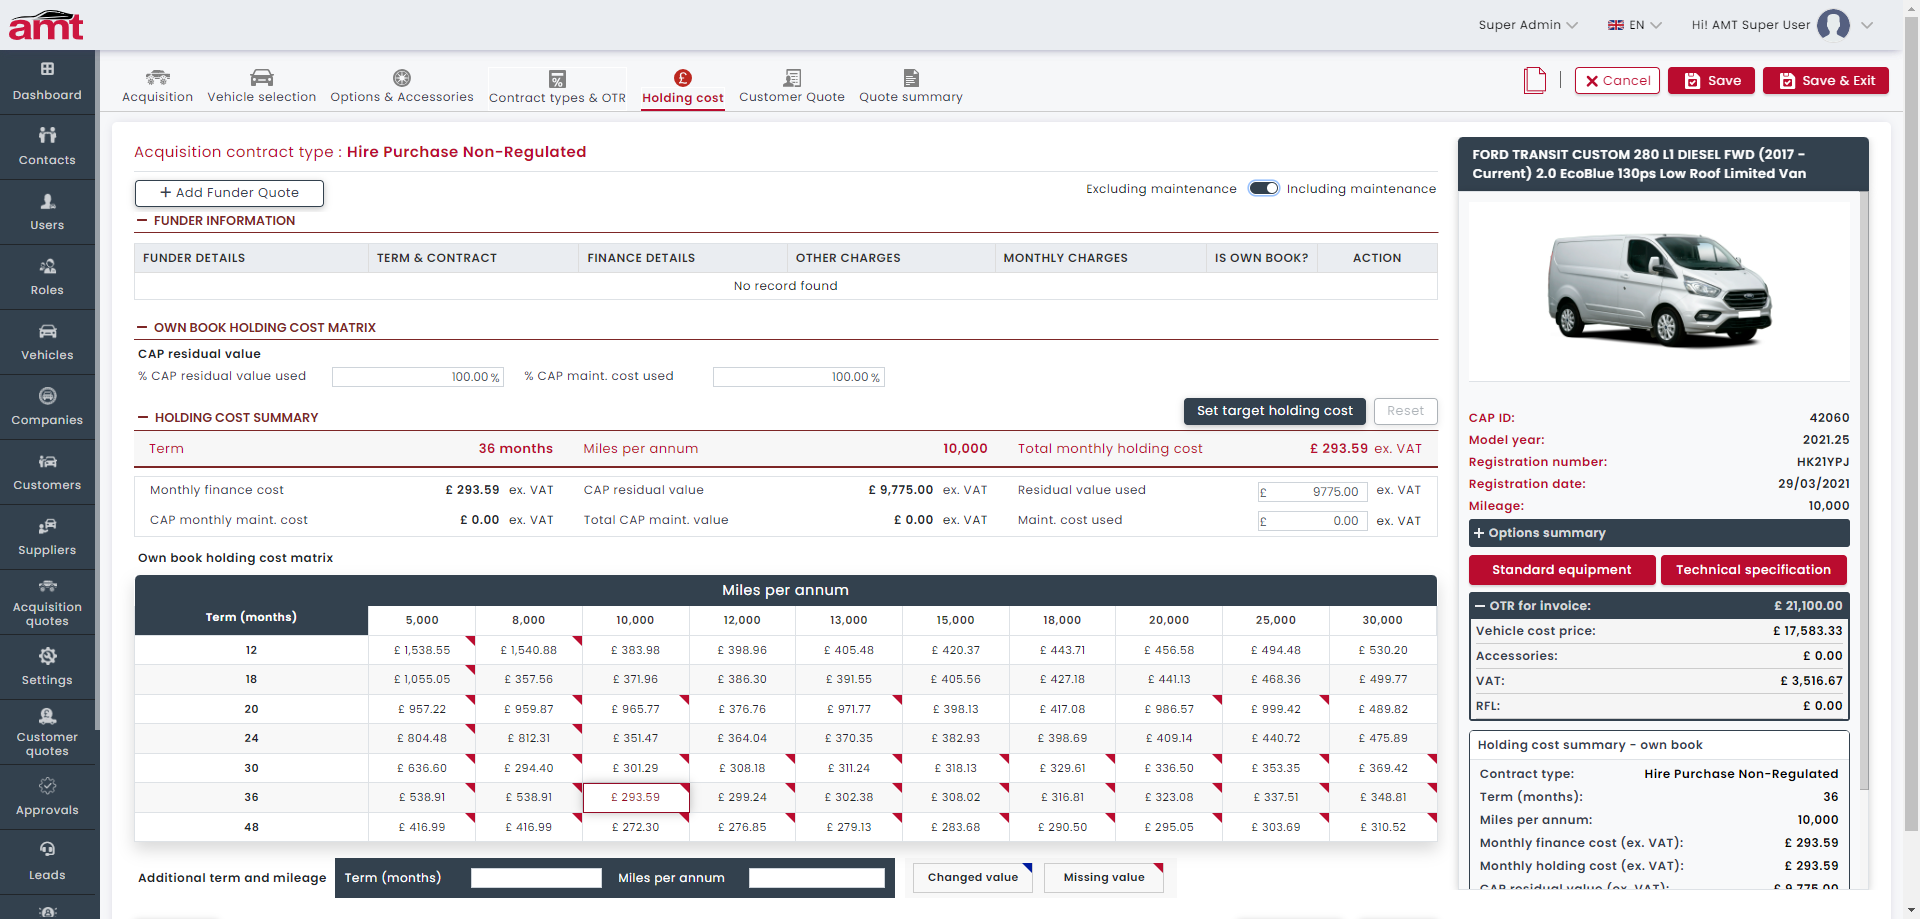 amt
Super Admin
EN
Hi! AMT Super User
Dashboard
Contacts
Users
Roles
Vehicles
Companies
Customers
Suppliers
Acquisition
quotes
Settings
Customer
quotes
Approvals
Leads
Acquisition
Vehicle selection
Options & Accessories
Contract types & OTR
Holding cost
Customer Quote
Quote summary
Cancel
Save
Save & Exit
Acquisition contract type : Hire Purchase Non-Regulated
+ Add Funder Quote
Excluding maintenance
Including maintenance
FUNDER INFORMATION
FUNDER DETAILS TERM & CONTRACT FINANCE DETAILS OTHER CHARGES MONTHLY CHARGES IS OWN BOOK? ACTION
No record found
OWN BOOK HOLDING COST MATRIX
CAP residual value
% CAP residual value used 100.00 % % CAP maint. cost used 100.00 %
HOLDING COST SUMMARY
Set target holding cost
Reset
Term 36 months Miles per annum 10,000 Total monthly holding cost £ 293.59 ex. VAT
Monthly finance cost £ 293.59 ex. VAT CAP residual value £ 9,775.00 ex. VAT Residual value used £ 9775.00 ex. VAT
CAP monthly maint. cost £ 0.00 ex. VAT Total CAP maint. value £ 0.00 ex. VAT Maint. cost used £ 0.00 ex. VAT
Own book holding cost matrix
Miles per annum
Term (months) 5,000 8,000 10,000 12,000 13,000 15,000 18,000 20,000 25,000 30,000
12 £ 1,538.55 £ 1,540.88 £ 383.98 £ 398.96 £ 405.48 £ 420.37 £ 443.71 £ 456.58 £ 494.48 £ 530.20
18 £ 1,055.05 £ 357.56 £ 371.96 £ 386.30 £ 391.55 £ 405.56 £ 427.18 £ 441.13 £ 468.36 £ 499.77
20 £ 957.22 £ 959.87 £ 965.77 £ 376.76 £ 971.77 £ 398.13 £ 417.08 £ 986.57 £ 999.42 £ 489.82
24 £ 804.48 £ 812.31 £ 351.47 £ 364.04 £ 370.35 £ 382.93 £ 398.69 £ 409.14 £ 440.72 £ 475.89
30 £ 636.60 £ 294.40 £ 301.29 £ 308.18 £ 311.24 £ 318.13 £ 329.61 £ 336.50 £ 353.35 £ 369.42
36 £ 538.91 £ 538.91 £ 293.59 £ 299.24 £ 302.38 £ 308.02 £ 316.81 £ 323.08 £ 337.51 £ 348.81
48 £ 416.99 £ 416.99 £ 272.30 £ 276.85 £ 279.13 £ 283.68 £ 290.50 £ 295.05 £ 303.69 £ 310.52
Additional term and mileage Term (months) Miles per annum Changed value Missing value
FORD TRANSIT CUSTOM 280 L1 DIESEL FWD (2017 -
Current) 2.0 EcoBlue 130ps Low Roof Limited Van
CAP ID: 42060
Model year: 2021.25
Registration number: HK21YPJ
Registration date: 29/03/2021
Mileage: 10,000
+ Options summary
Standard equipment
Technical specification
OTR for invoice: £ 21,100.00
Vehicle cost price: £ 17,583.33
Accessories: £ 0.00
VAT: £ 3,516.67
RFL: £ 0.00
Holding cost summary - own book
Contract type: Hire Purchase Non-Regulated
Term (months): 36
Miles per annum: 10,000
Monthly finance cost (ex. VAT): £ 293.59
Monthly holding cost (ex. VAT): £ 293.59
CAP residual value (ex. VAT): £ 9,775.00